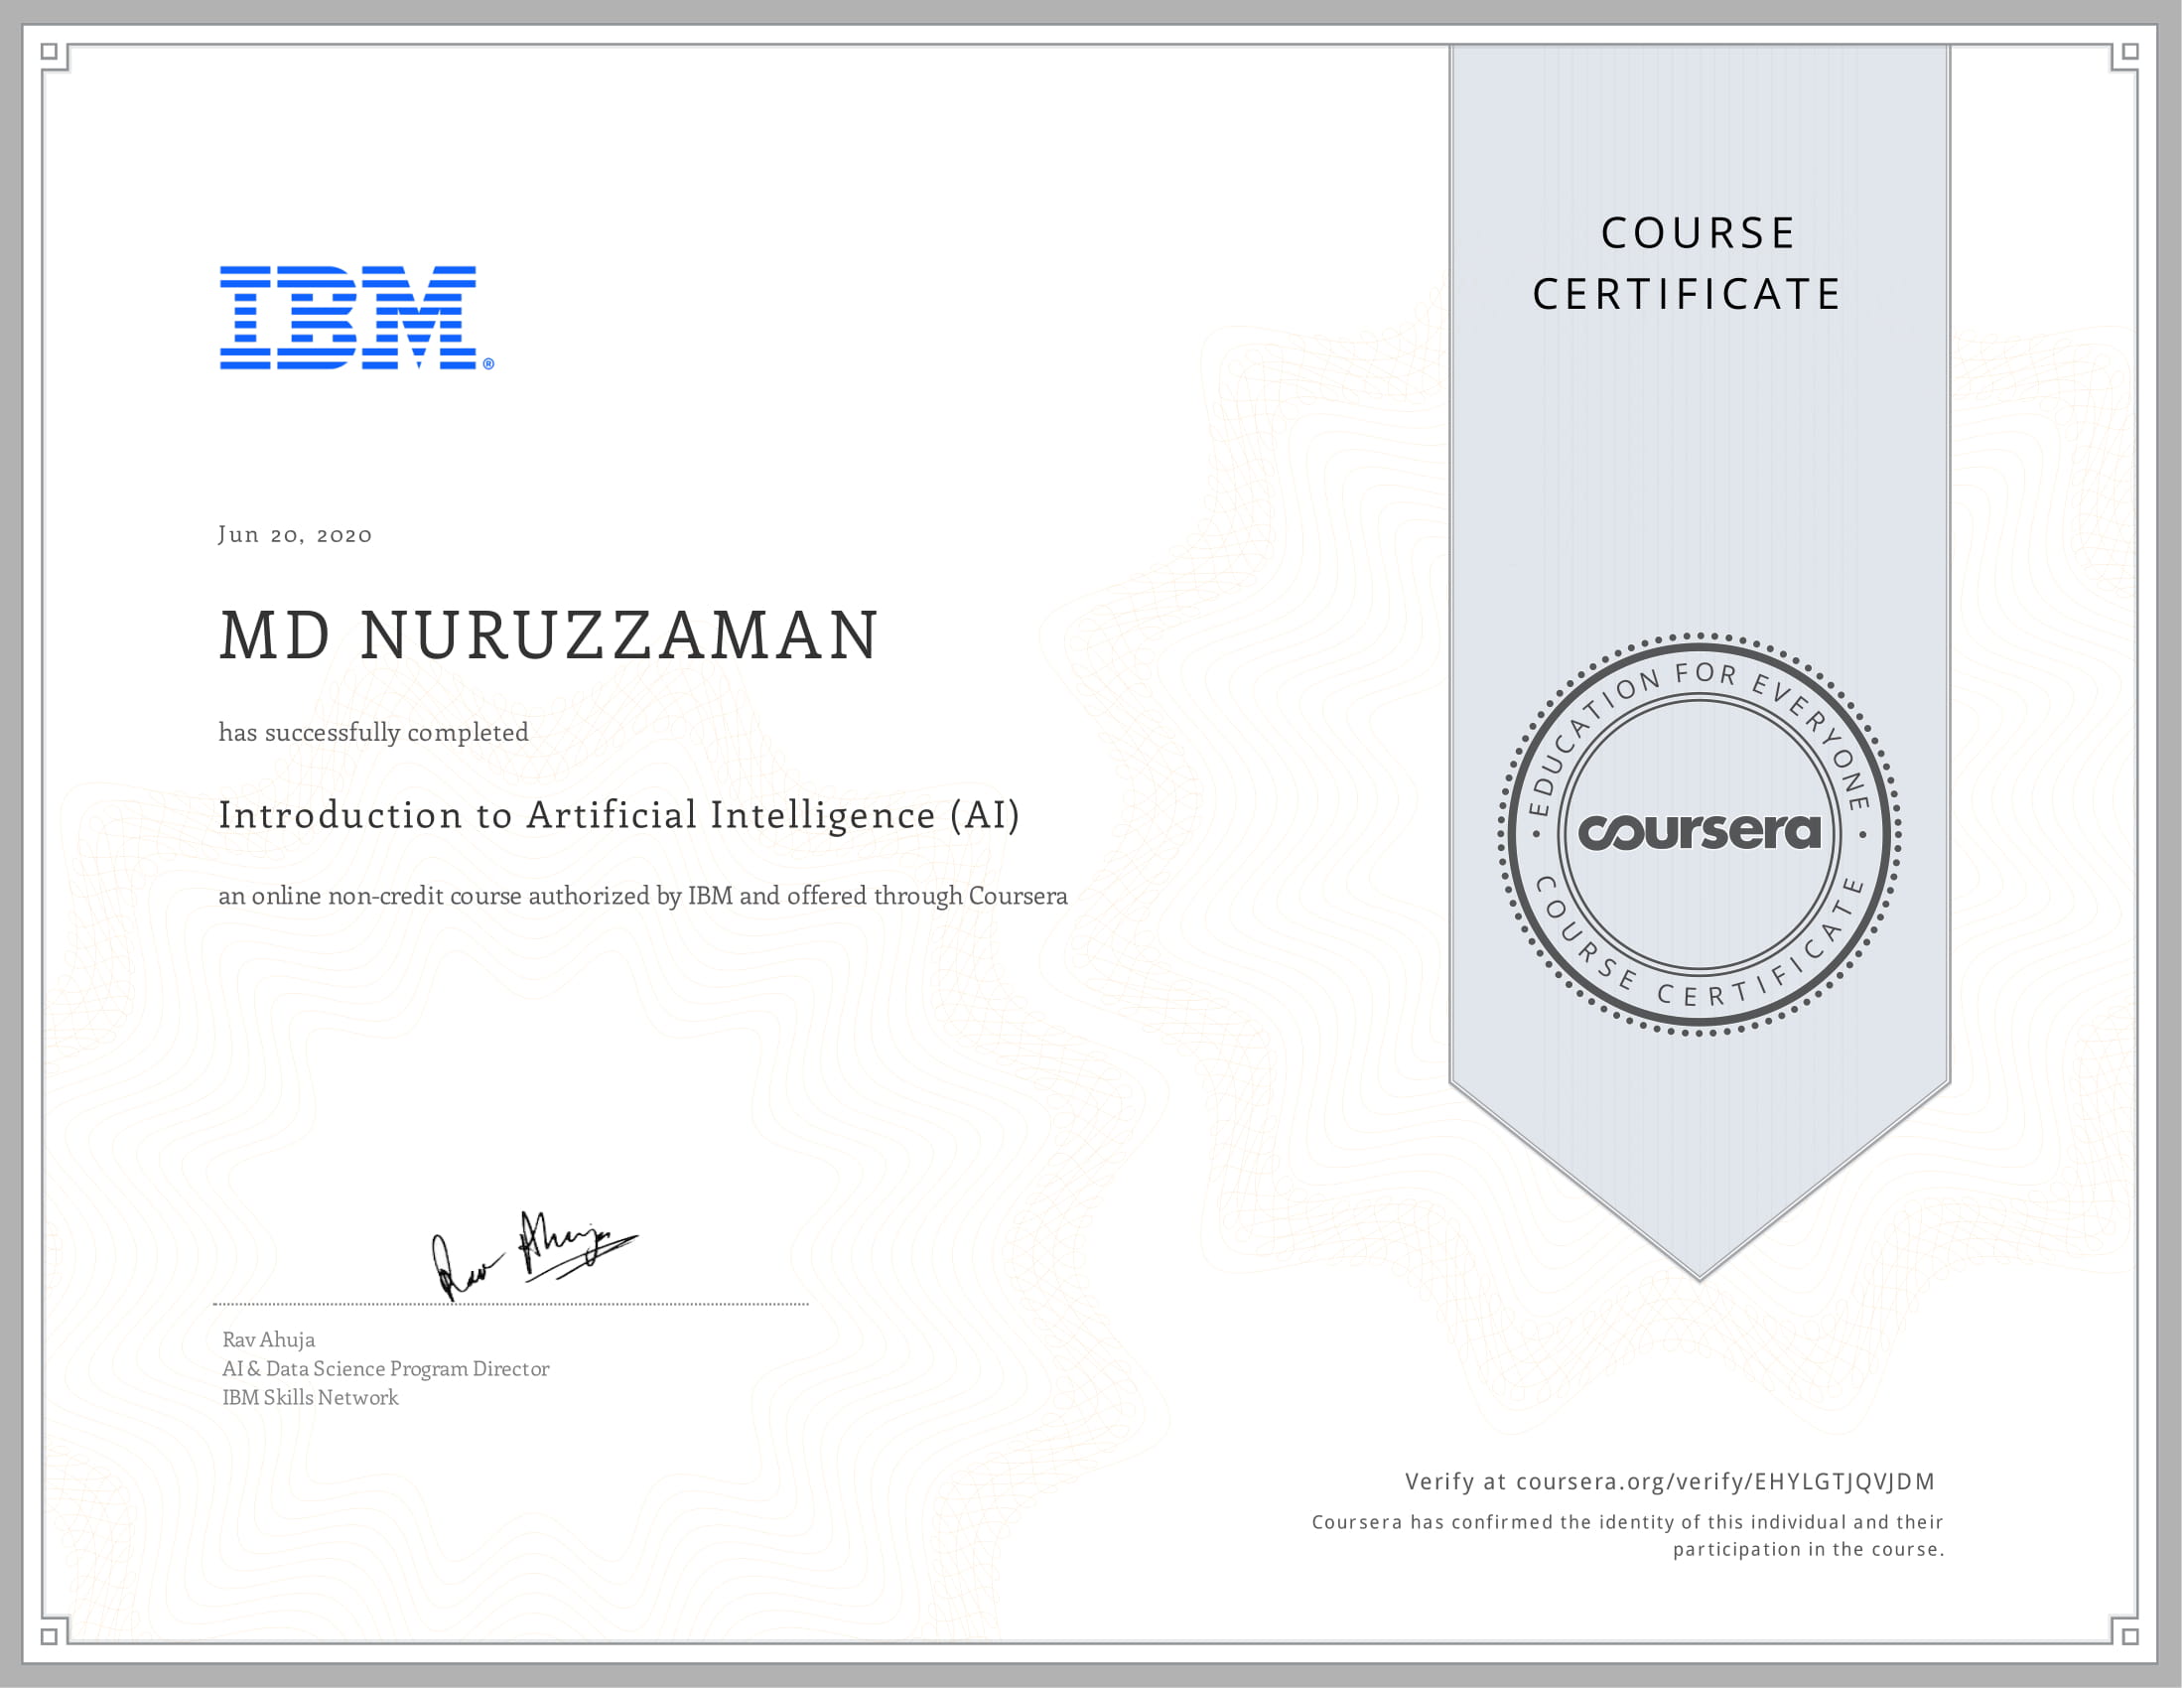 IBM®
COURSE
CERTIFICATE
Jun 20, 2020
MD NURUZZAMAN
has successfully completed
Introduction to Artificial Intelligence (AI)
an online non-credit course authorized by IBM and offered through Coursera
EDUCATION FOR EVERYONE
coursera
COURSE CERTIFICATE
Rav Ahuja
Rav Ahuja
AI & Data Science Program Director
IBM Skills Network
Verify at coursera.org/verify/EHYLGTJQVJDM
Coursera has confirmed the identity of this individual and their
participation in the course.